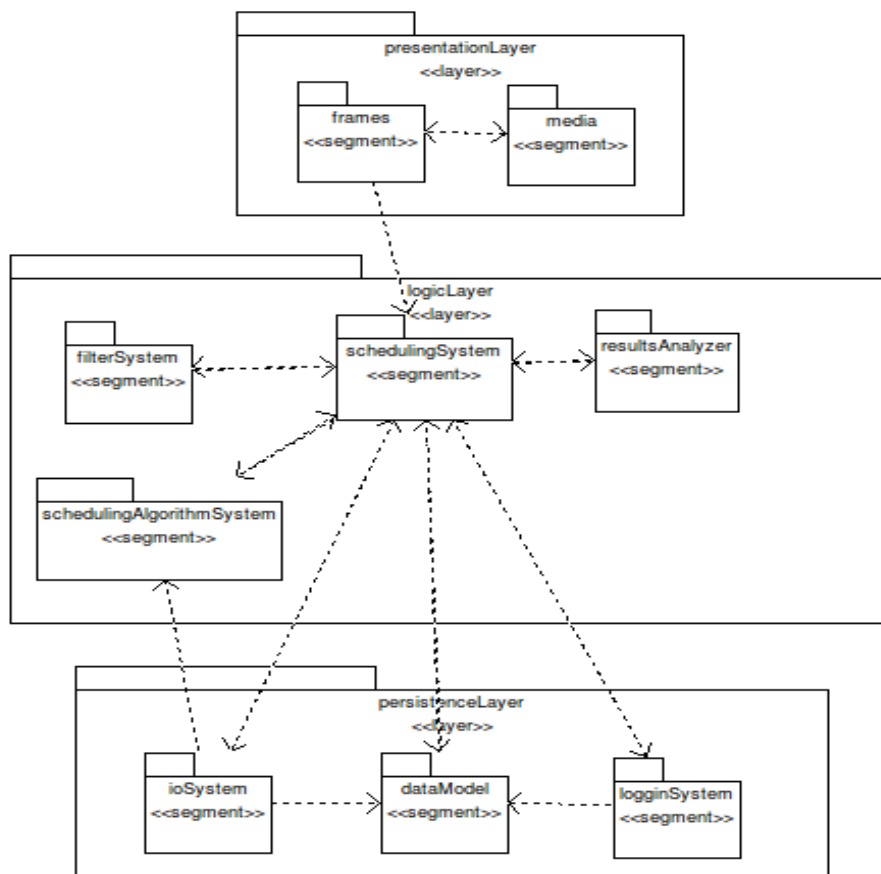 presentationLayer
<<layer>>
frames
<<segment>>
media
<<segment>>
logicLayer
<<layer>>
filterSystem
<<segment>>
schedulingSystem
<<segment>>
resultsAnalyzer
<<segment>>
schedulingAlgorithmSystem
<<segment>>
persistenceLayer
<<layer>>
ioSystem
<<segment>>
dataModel
<<segment>>
logginSystem
<<segment>>